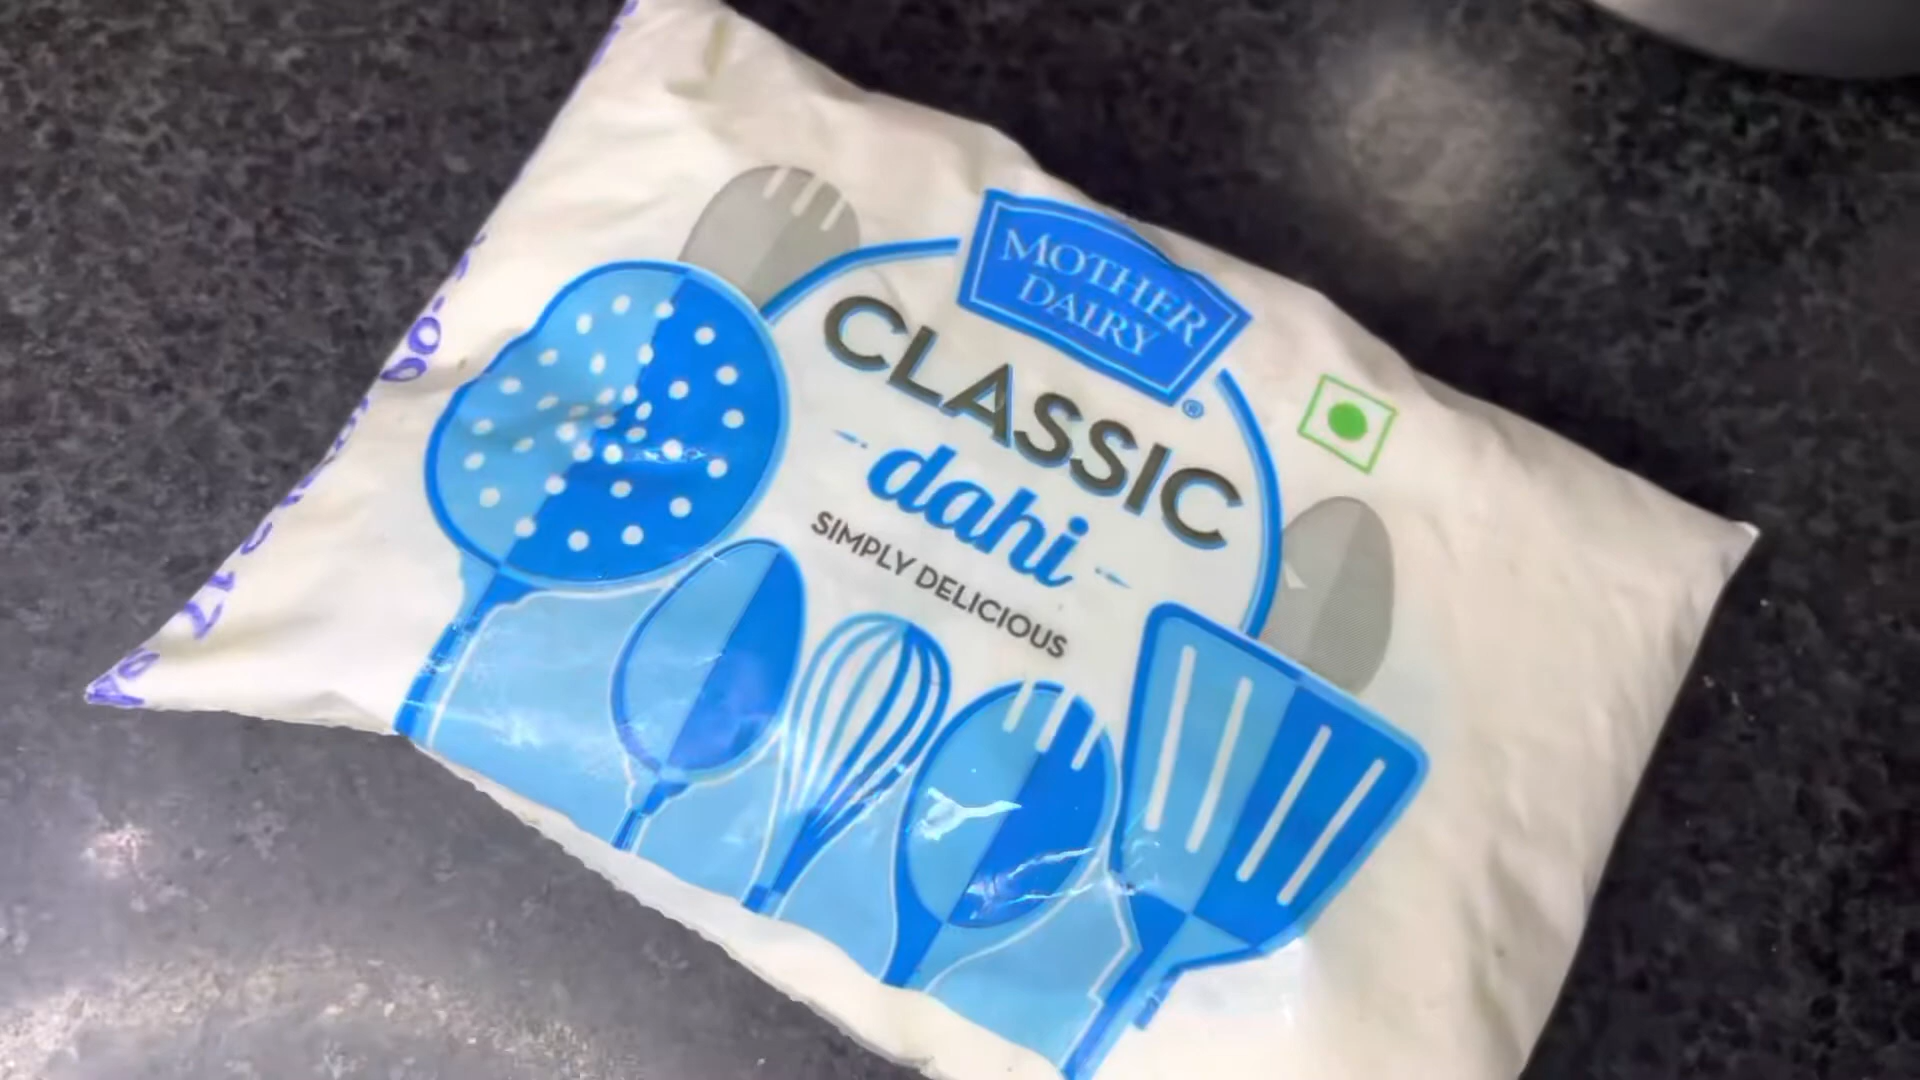 MOTHER
DAIRY
®
CLASSIC
dahi
SIMPLY DELICIOUS